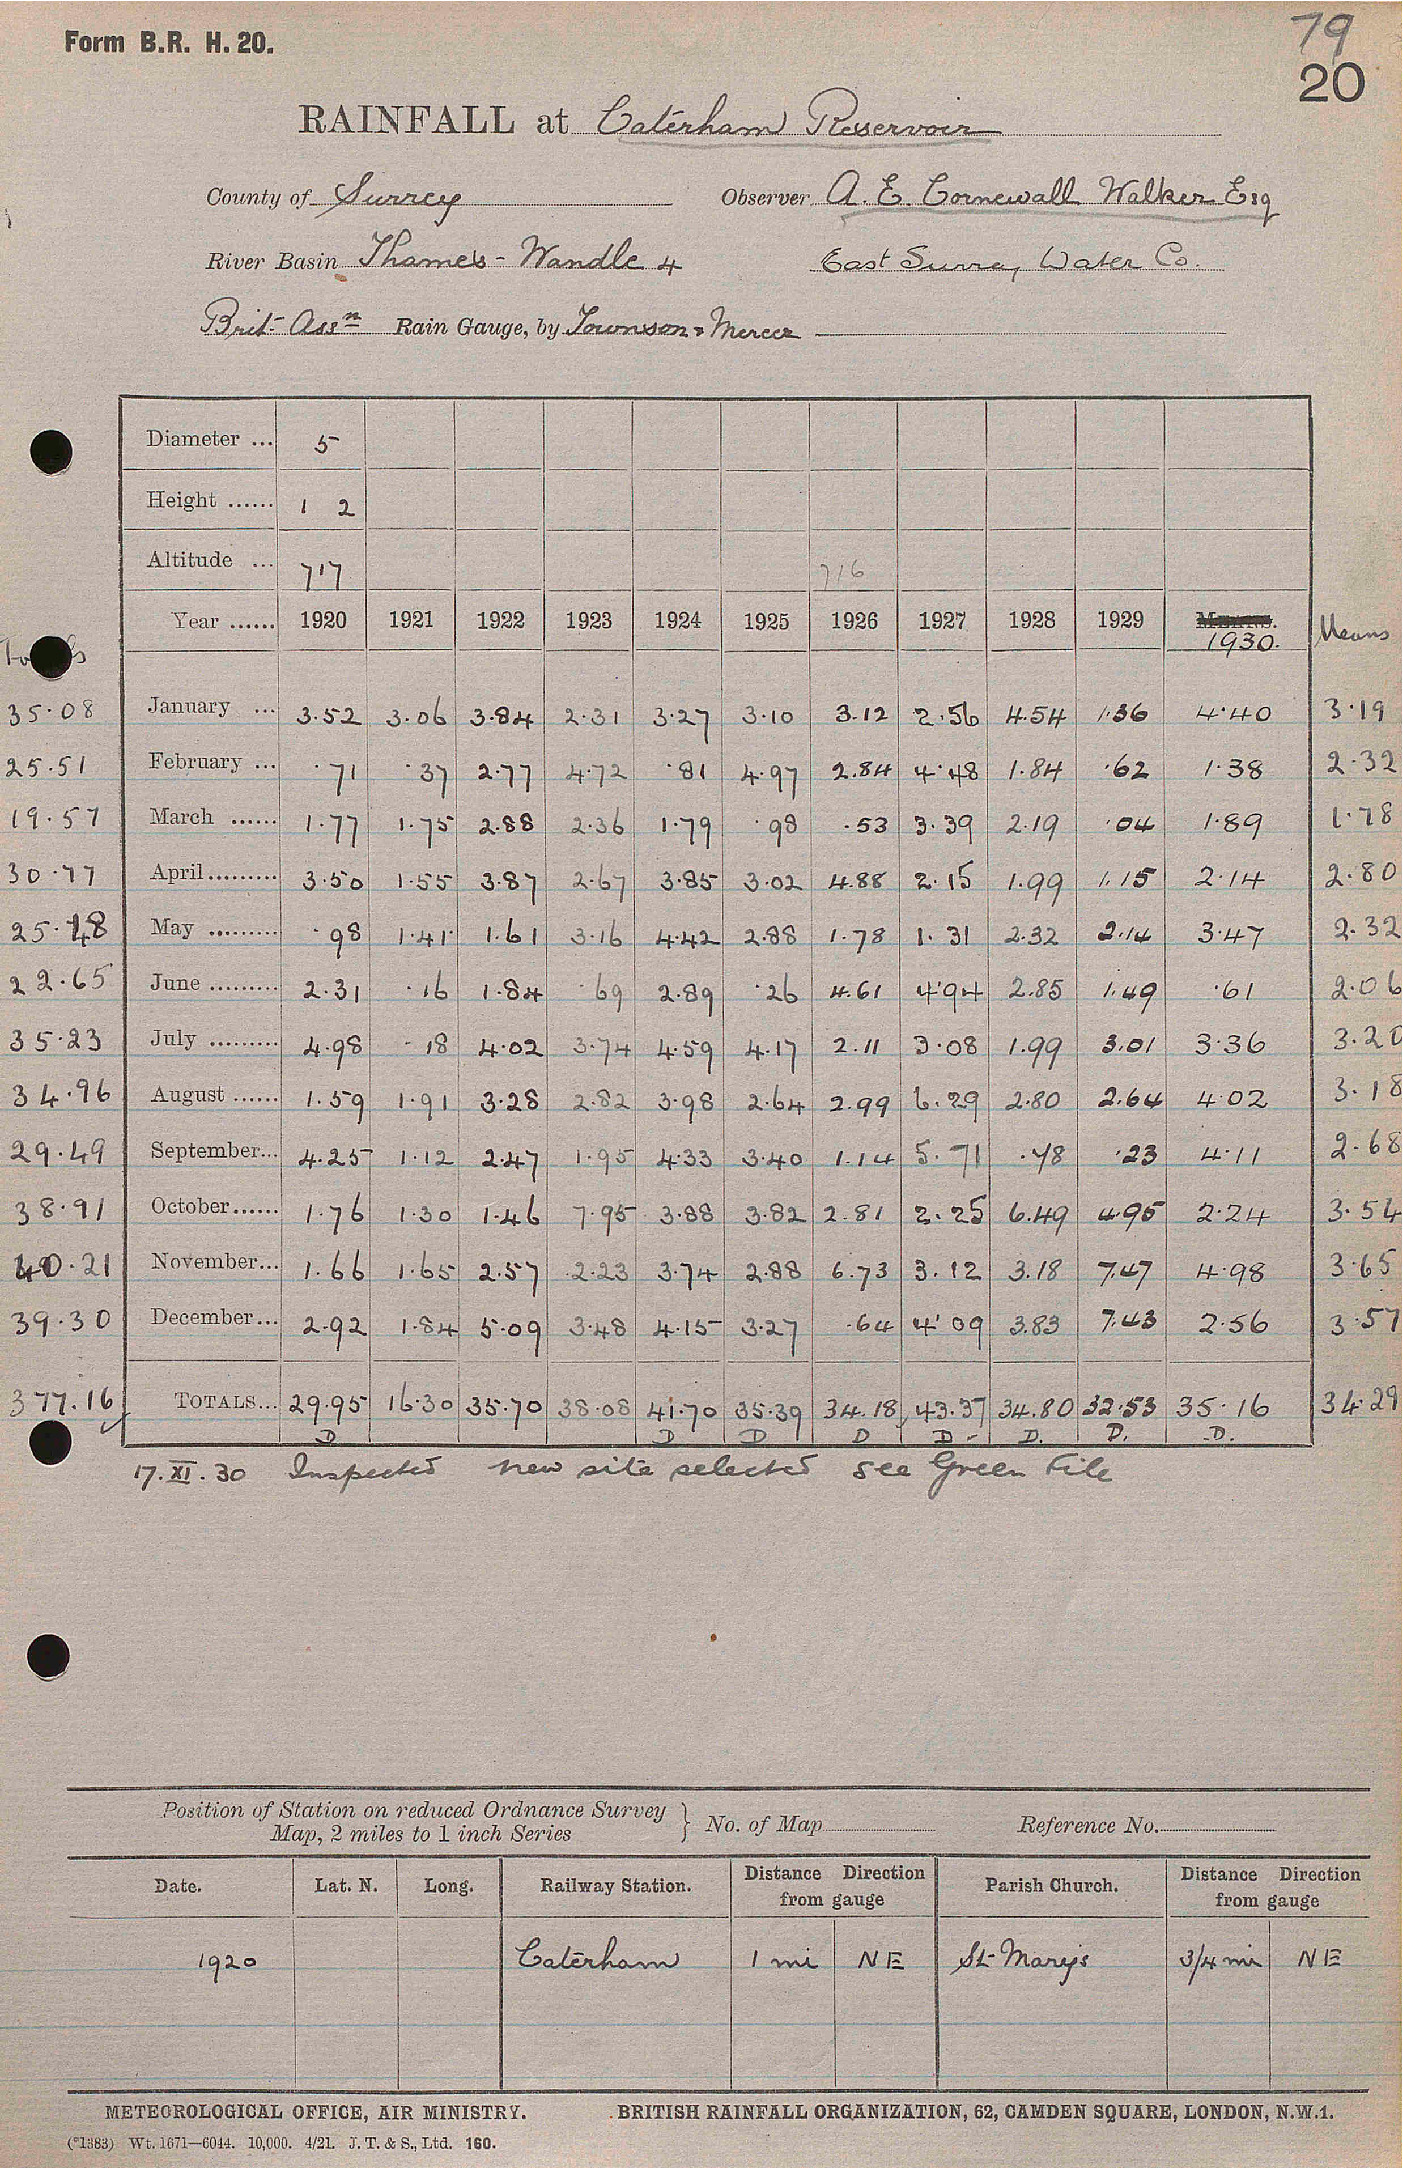 79
Form B.R. H. 20.
20
RAINFALL at Caterham Reservoir
County of Surrey Observer A. E. Cornewall Walker Esq
River Basin Thames - Wandle 4 East Surrey Water Co.
Brit. Assn Rain Gauge, by Townson & Mercer
Diameter ... 5
Height ...... 1 2
Altitude ... 717 716
Year ...... 1920 1921 1922 1923 1924 1925 1926 1927 1928 1929 1930. Means
35.08 January ... 3.52 3.06 3.84 2.31 3.27 3.10 3.12 2.56 4.54 1.36 4.40 3.19
25.51 February ... .71 .37 2.77 4.72 .81 4.97 2.84 4.48 1.84 .62 1.38 2.32
19.57 March ...... 1.77 1.75 2.88 2.36 1.79 .98 .53 3.39 2.19 .04 1.89 1.78
30.77 April ......... 3.50 1.55 3.87 2.67 3.85 3.02 4.88 2.15 1.99 1.15 2.14 2.80
25.48 May ......... .98 1.41 1.61 3.16 4.42 2.88 1.78 1.31 2.32 2.14 3.47 2.32
22.65 June ......... 2.31 .16 1.84 .69 2.89 .26 4.61 4.94 2.85 1.49 .61 2.06
35.23 July ......... 4.98 .18 4.02 3.74 4.59 4.17 2.11 3.08 1.99 3.01 3.36 3.20
34.96 August ...... 1.59 1.91 3.28 2.82 3.98 2.64 2.99 6.29 2.80 2.64 4.02 3.18
29.49 September... 4.25 1.12 2.47 1.95 4.33 3.40 1.14 5.71 .78 .23 4.11 2.68
38.91 October ...... 1.76 1.30 1.46 7.95 3.88 3.82 2.81 2.25 6.49 4.95 2.24 3.54
40.21 November... 1.66 1.65 2.57 2.23 3.74 2.88 6.73 3.12 3.18 7.47 4.98 3.65
39.30 December... 2.92 1.84 5.09 3.48 4.15 3.27 .64 4.09 3.83 7.43 2.56 3.57
377.16 TOTALS... 29.95 16.30 35.70 38.08 41.70 35.39 34.18 43.37 34.80 32.53 35.16 34.29
D D D D D - D. D. D.
17.XI.30 Inspected new site selected see Green File
Position of Station on reduced Ordnance Survey Map, 2 miles to 1 inch Series } No. of Map Reference No.
Date. Lat. N. Long. Railway Station. Distance Direction from gauge Parish Church. Distance Direction from gauge
1920 Caterham 1 mi NE St Mary's 3/4 mi NE
METEOROLOGICAL OFFICE, AIR MINISTRY. BRITISH RAINFALL ORGANIZATION, 62, CAMDEN SQUARE, LONDON, N.W.1.
(*1383) Wt. 1671—6044. 10,000. 4/21. J. T. & S., Ltd. 160.